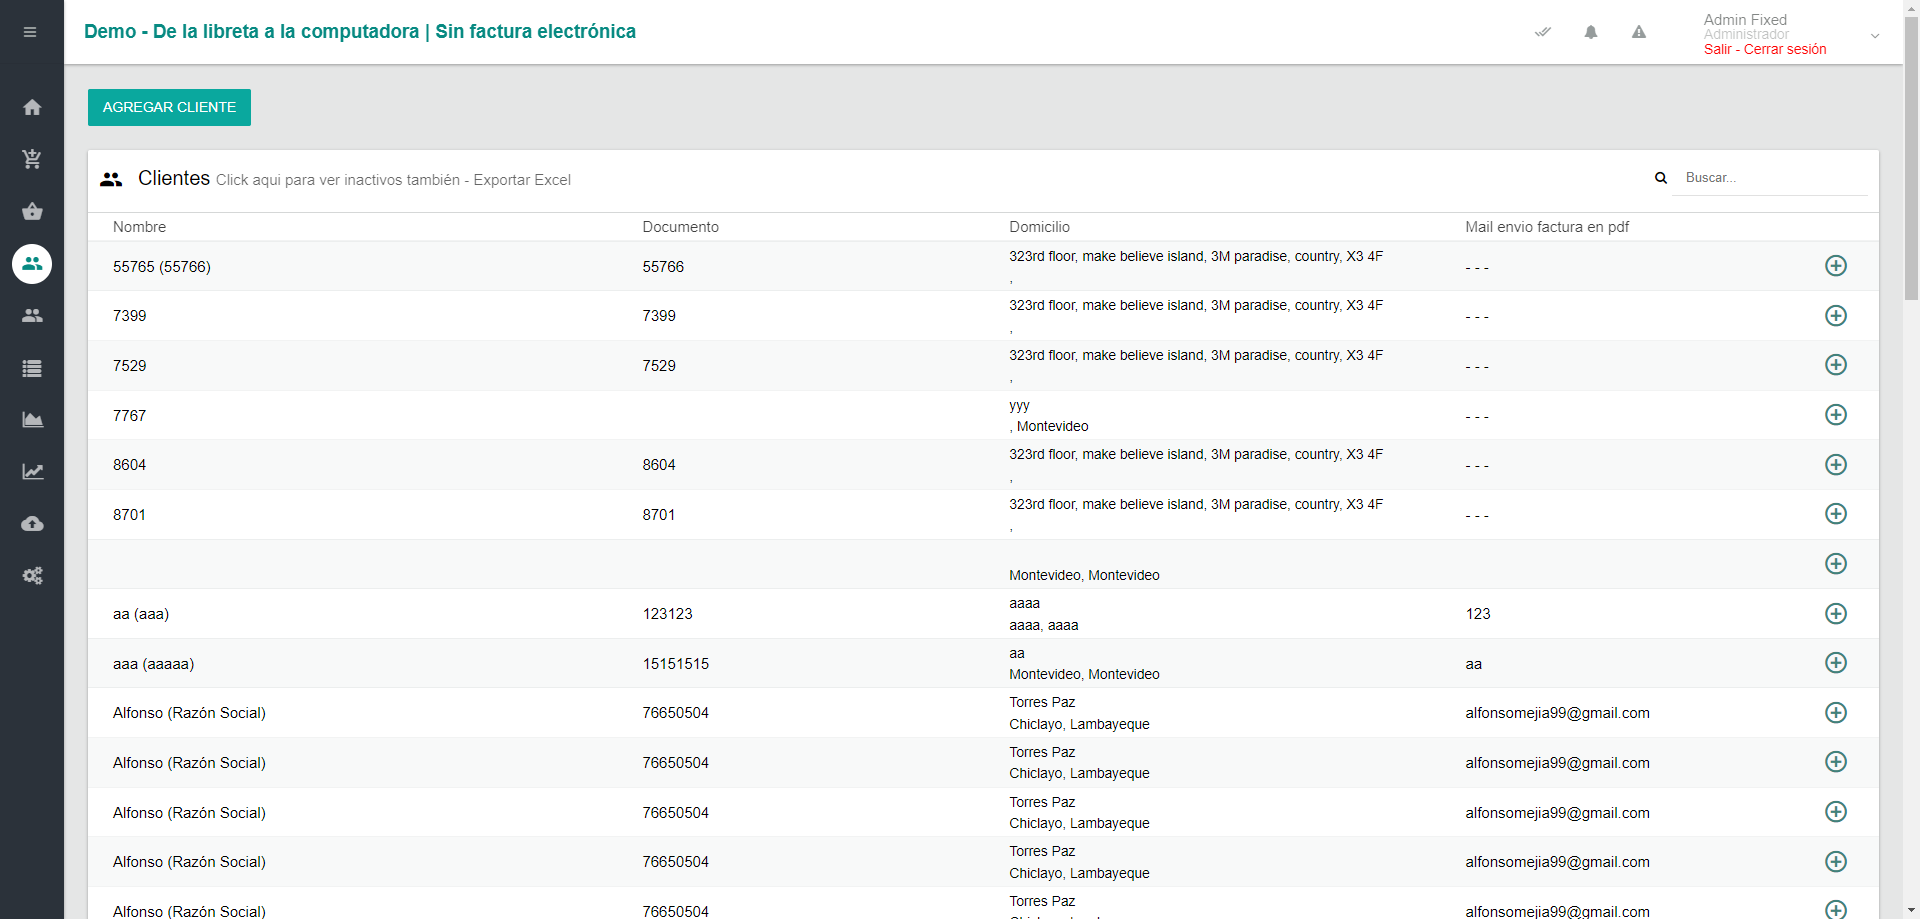 Demo - De la libreta a la computadora | Sin factura electrónica
Admin Fixed
Administrador
Salir - Cerrar sesión
AGREGAR CLIENTE
Clientes Click aqui para ver inactivos también - Exportar Excel
Buscar...
Nombre Documento Domicilio Mail envio factura en pdf
323rd floor, make believe island, 3M paradise, country, X3 4F
55765 (55766) 55766 - - -
,
323rd floor, make believe island, 3M paradise, country, X3 4F
7399 7399 - - -
,
323rd floor, make believe island, 3M paradise, country, X3 4F
7529 7529 - - -
,
yyy
7767 - - -
, Montevideo
323rd floor, make believe island, 3M paradise, country, X3 4F
8604 8604 - - -
,
323rd floor, make believe island, 3M paradise, country, X3 4F
8701 8701 - - -
,
Montevideo, Montevideo
aaaa
aa (aaa) 123123 123
aaaa, aaaa
aa
aaa (aaaaa) 15151515 aa
Montevideo, Montevideo
Torres Paz
Alfonso (Razón Social) 76650504 alfonsomejia99@gmail.com
Chiclayo, Lambayeque
Torres Paz
Alfonso (Razón Social) 76650504 alfonsomejia99@gmail.com
Chiclayo, Lambayeque
Torres Paz
Alfonso (Razón Social) 76650504 alfonsomejia99@gmail.com
Chiclayo, Lambayeque
Torres Paz
Alfonso (Razón Social) 76650504 alfonsomejia99@gmail.com
Chiclayo, Lambayeque
Torres Paz
Alfonso (Razón Social) 76650504 alfonsomejia99@gmail.com